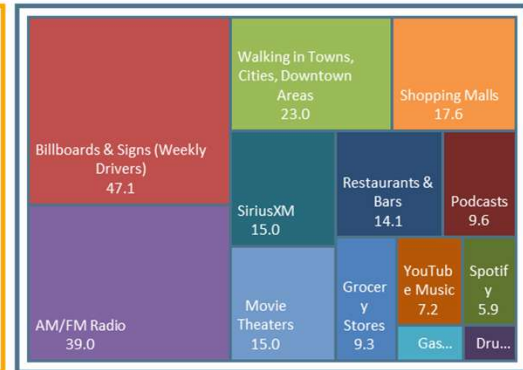 Billboards & Signs (Weekly
Drivers)
47.1
AM/FM Radio
39.0
Walking in Towns,
Cities, Downtown
Areas
23.0
Shopping Malls
17.6
SiriusXM
15.0
Movie
Theaters
15.0
Restaurants &
Bars
14.1
Podcasts
9.6
Grocer
y
Stores
9.3
YouTub
e Music
7.2
Spotif
y
5.9
Gas...
Dru...